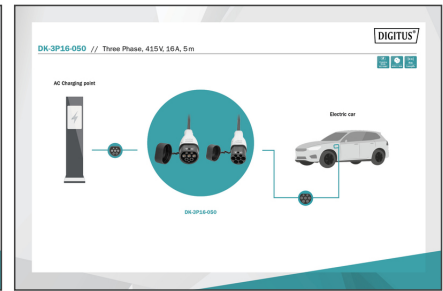 DIGITUS®
DK-3P16-050 // Three Phase, 415V, 16A, 5m
AC Charging point
Electric car
DK-3P16-050